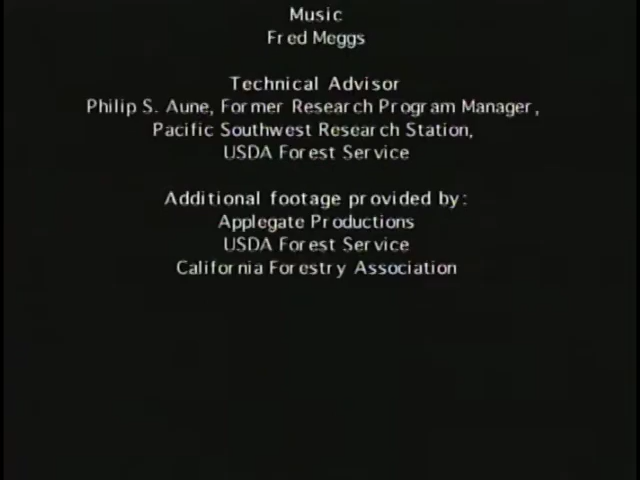 Music
Fred Meggs
Technical Advisor
Philip S. Aune, Former Research Program Manager,
Pacific Southwest Research Station,
USDA Forest Service
Additional footage provided by:
Applegate Productions
USDA Forest Service
California Forestry Association